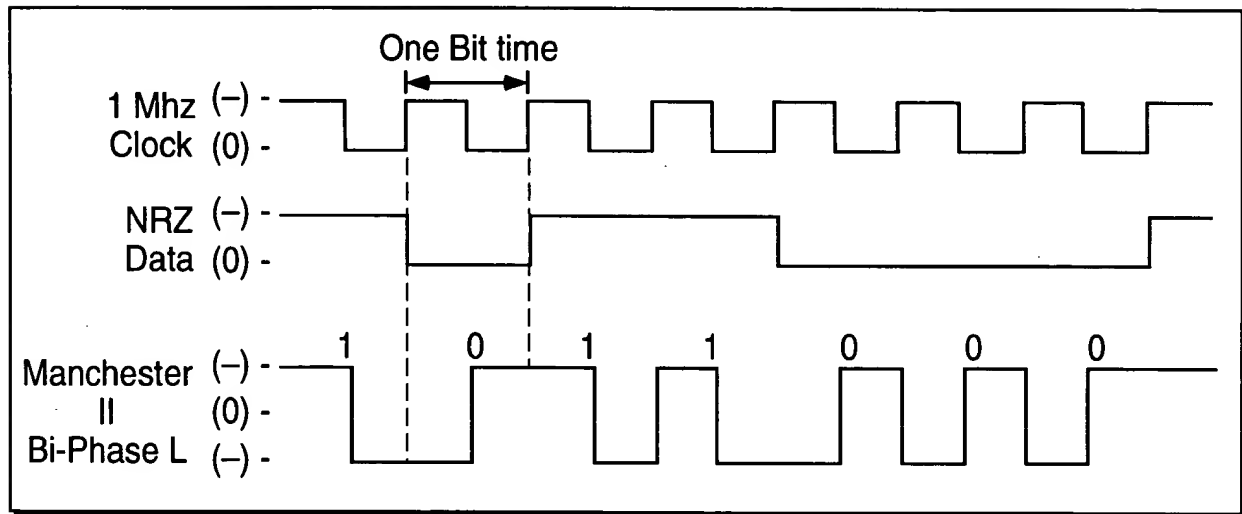 One Bit time
1 Mhz (–) -
Clock (0) -
NRZ (–) -
Data (0) -
1 0 1 1 0 0 0
Manchester (–) -
II (0) -
Bi-Phase L (–) -